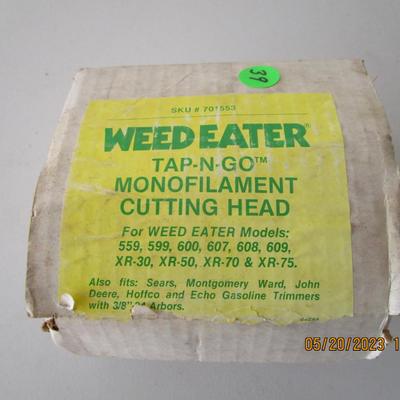 39
SKU # 701553
WEED EATER®
TAP-N-GO™
MONOFILAMENT
CUTTING HEAD
For WEED EATER Models:
559, 599, 600, 607, 608, 609,
XR-30, XR-50, XR-70 & XR-75.
Also fits: Sears, Montgomery Ward, John
Deere, Hoffco and Echo Gasoline Trimmers
with 3/8"-24 Arbors.
05/20/2023